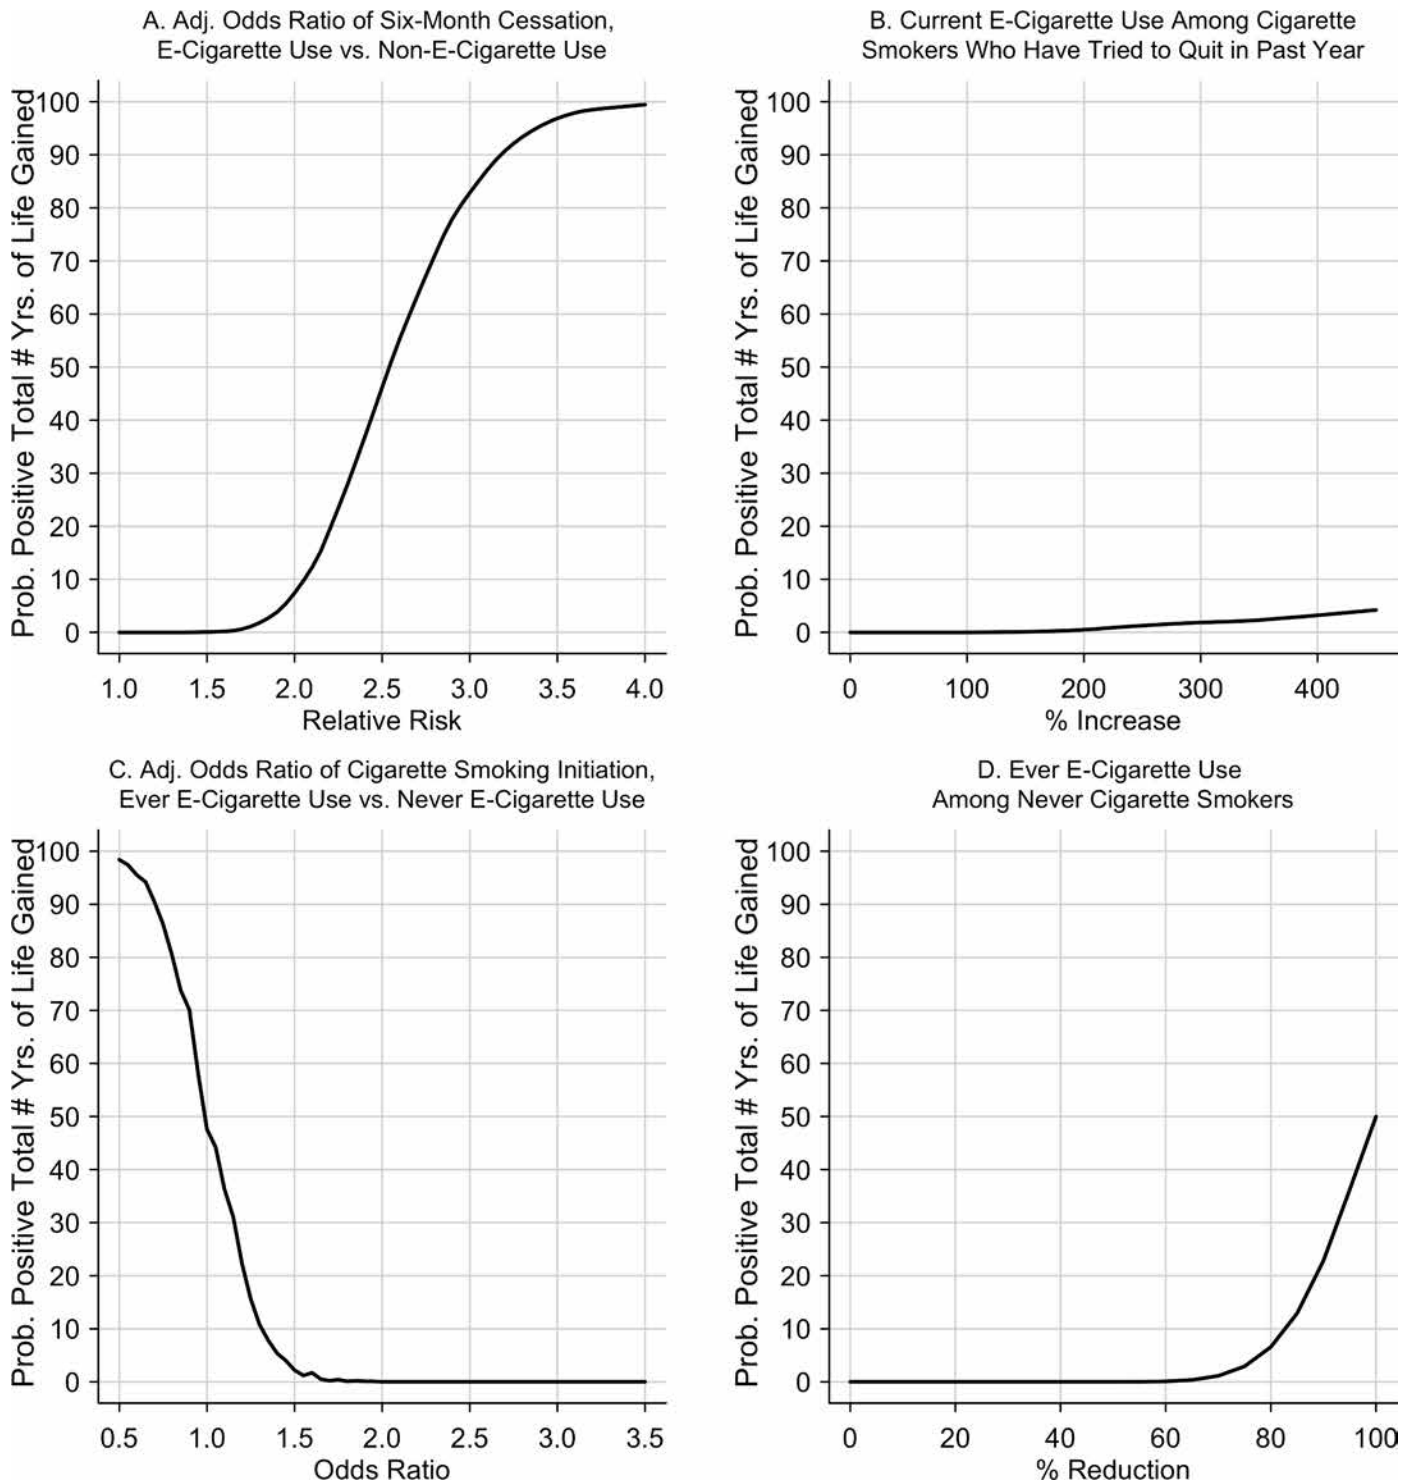 A. Adj. Odds Ratio of Six-Month Cessation,
E-Cigarette Use vs. Non-E-Cigarette Use
Prob. Positive Total # Yrs. of Life Gained
100
90
80
70
60
50
40
30
20
10
0
1.0 1.5 2.0 2.5 3.0 3.5 4.0
Relative Risk
B. Current E-Cigarette Use Among Cigarette
Smokers Who Have Tried to Quit in Past Year
Prob. Positive Total # Yrs. of Life Gained
100
90
80
70
60
50
40
30
20
10
0
0 100 200 300 400
% Increase
C. Adj. Odds Ratio of Cigarette Smoking Initiation,
Ever E-Cigarette Use vs. Never E-Cigarette Use
Prob. Positive Total # Yrs. of Life Gained
100
90
80
70
60
50
40
30
20
10
0
0.5 1.0 1.5 2.0 2.5 3.0 3.5
Odds Ratio
D. Ever E-Cigarette Use
Among Never Cigarette Smokers
Prob. Positive Total # Yrs. of Life Gained
100
90
80
70
60
50
40
30
20
10
0
0 20 40 60 80 100
% Reduction